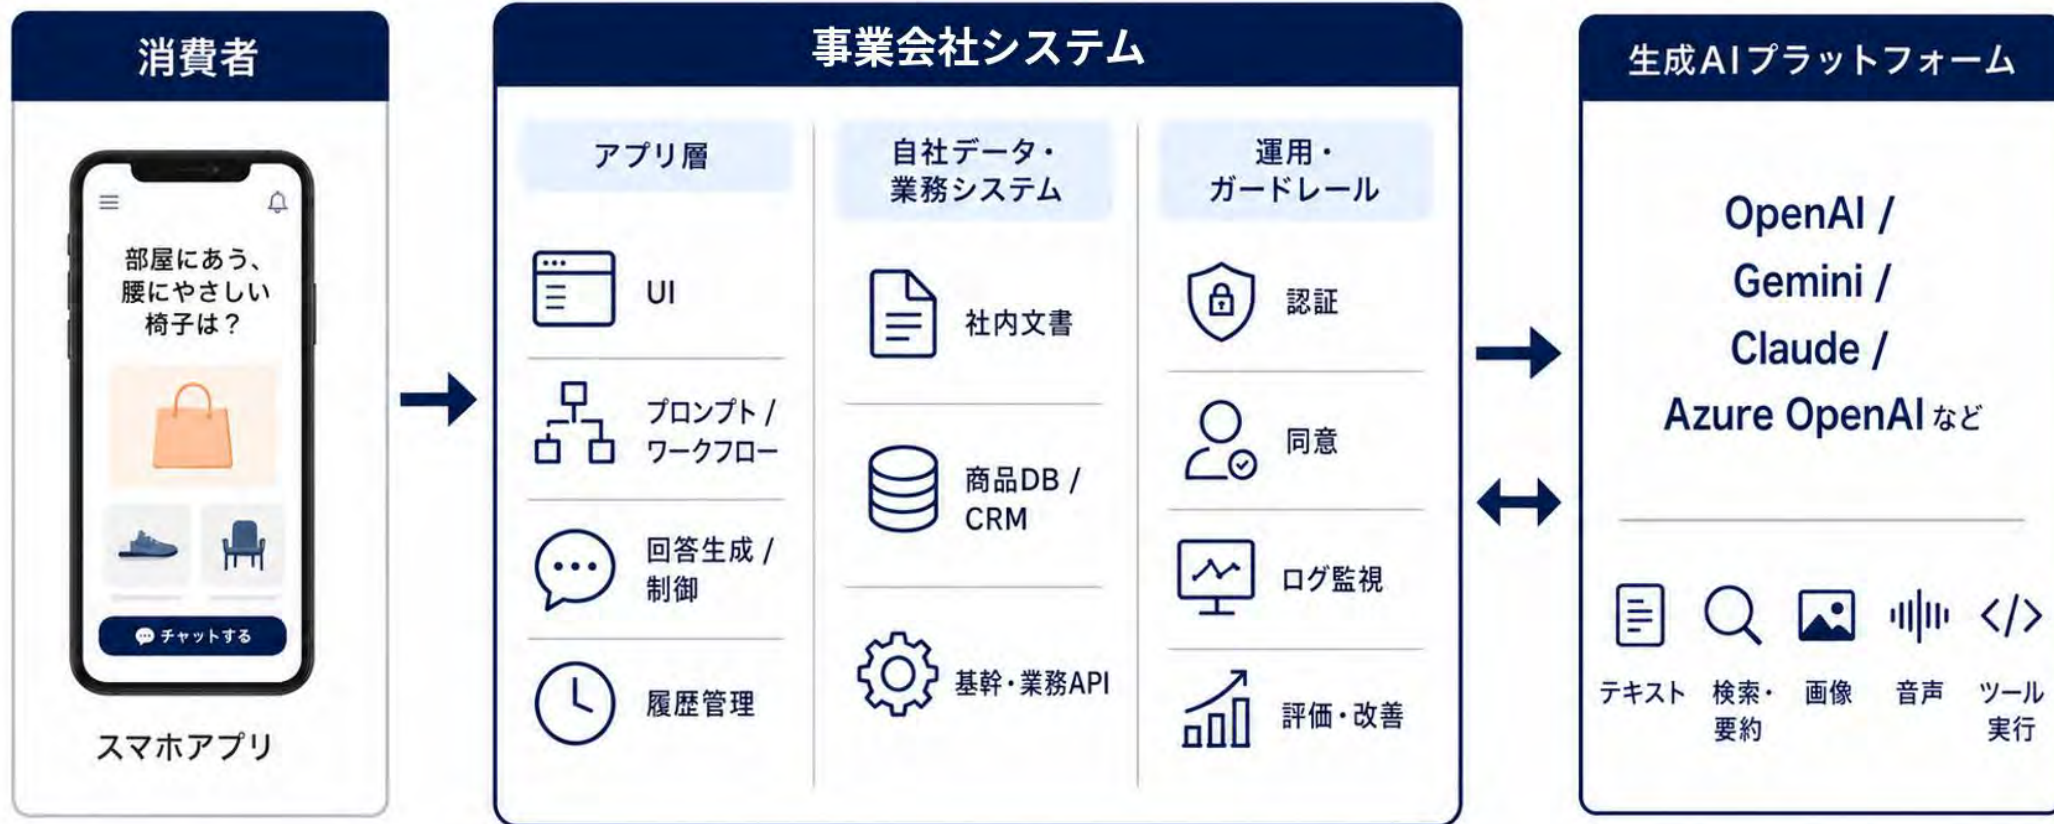 消費者
部屋にあう、
腰にやさしい
椅子は？
チャットする
スマホアプリ
事業会社システム
アプリ層
UI
プロンプト /
ワークフロー
回答生成 /
制御
履歴管理
自社データ・
業務システム
社内文書
商品DB /
CRM
基幹・業務API
運用・
ガードレール
認証
同意
ログ監視
評価・改善
生成AIプラットフォーム
OpenAI /
Gemini /
Claude /
Azure OpenAI など
テキスト
検索・
要約
画像
音声
ツール
実行